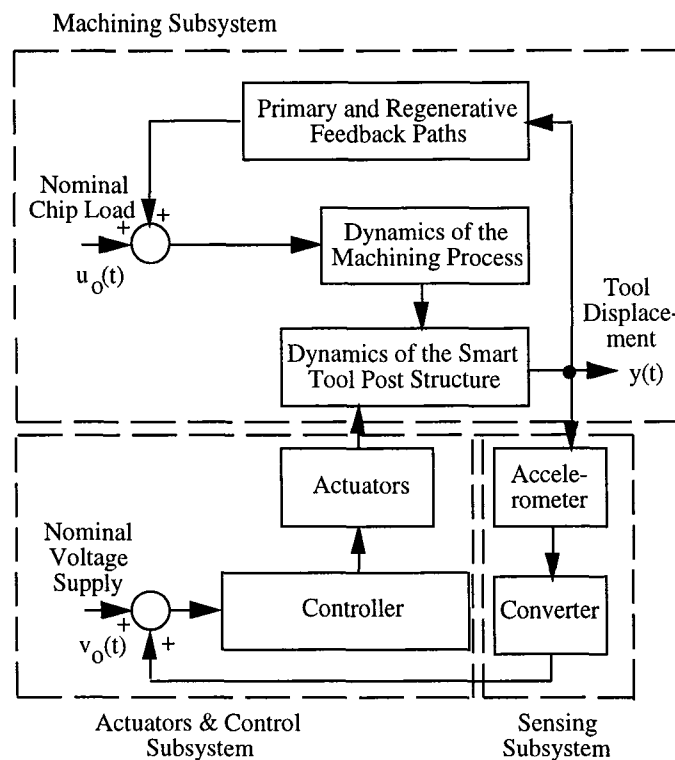 Machining Subsystem
Primary and Regenerative
Feedback Paths
Nominal
Chip Load
+
+
u_o(t)
Dynamics of the
Machining Process
Dynamics of the Smart
Tool Post Structure
Tool
Displace-
ment
y(t)
Actuators
Accele-
rometer
Nominal
Voltage
Supply
+
+
v_o(t)
Controller
Converter
Actuators & Control
Subsystem
Sensing
Subsystem